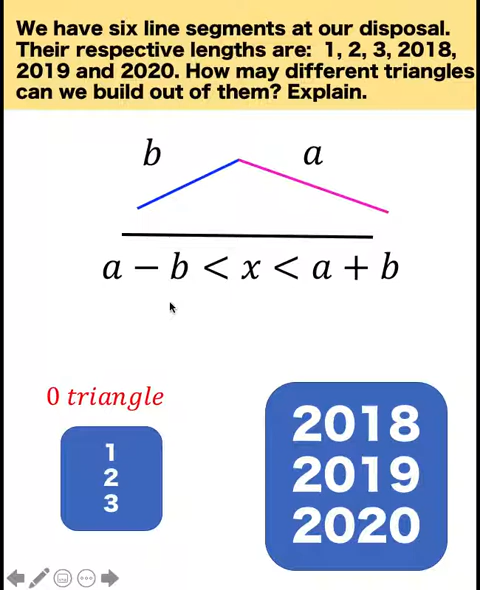 We have six line segments at our disposal.
Their respective lengths are: 1, 2, 3, 2018,
2019 and 2020. How may different triangles
can we build out of them? Explain.
b a
a − b < x < a + b
0 triangle
1
2
3
2018
2019
2020